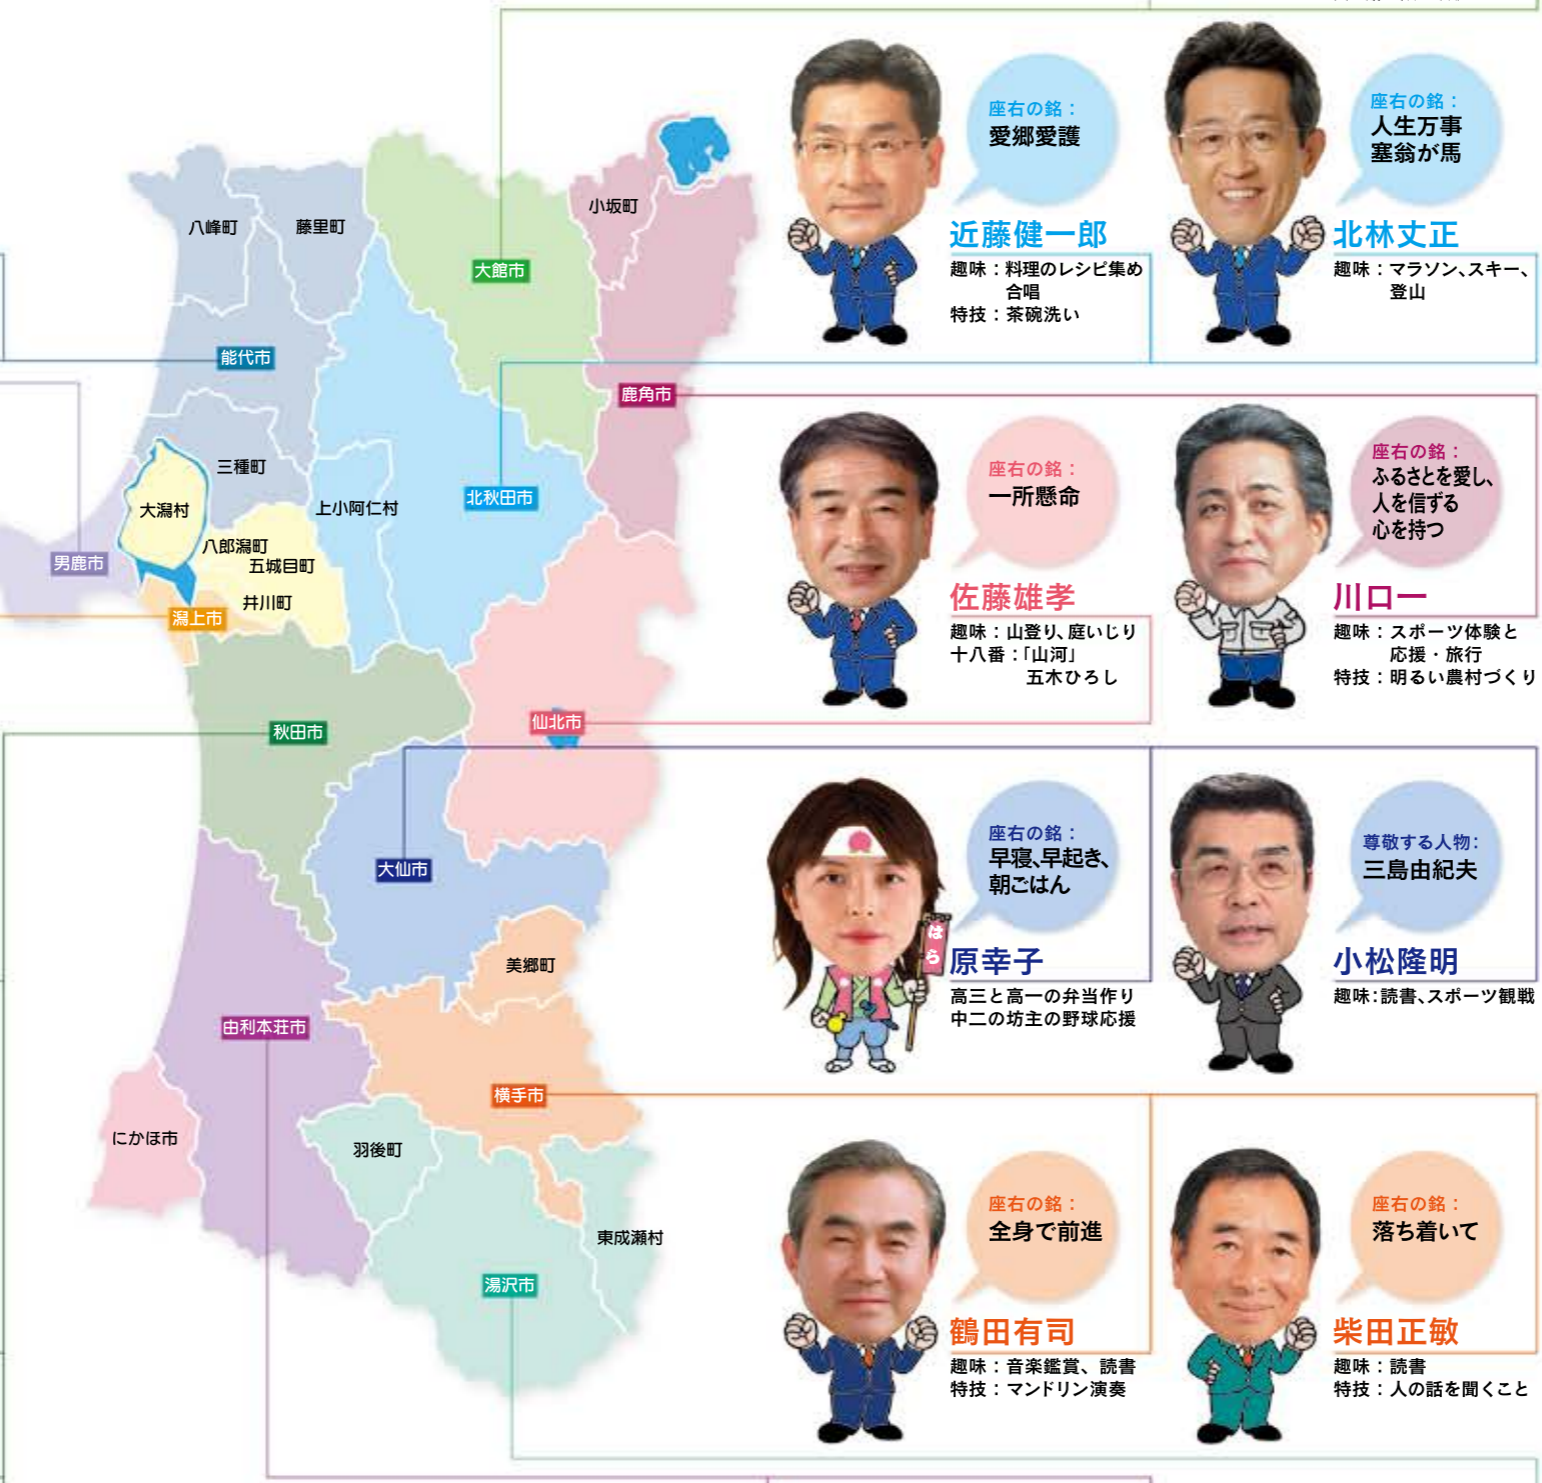 八峰町
藤里町
小坂町
大館市
能代市
鹿角市
三種町
大潟村
上小阿仁村
北秋田市
八郎潟町
五城目町
男鹿市
井川町
潟上市
秋田市
仙北市
大仙市
美郷町
由利本荘市
横手市
にかほ市
羽後町
東成瀬村
湯沢市
座右の銘：
愛郷愛護
近藤健一郎
趣味：料理のレシピ集め
合唱
特技：茶碗洗い
座右の銘：
人生万事
塞翁が馬
北林丈正
趣味：マラソン、スキー、
登山
座右の銘：
一所懸命
佐藤雄孝
趣味：山登り、庭いじり
十八番：「山河」
五木ひろし
座右の銘：
ふるさとを愛し、
人を信ずる
心を持つ
川口一
趣味：スポーツ体験と
応援・旅行
特技：明るい農村づくり
座右の銘：
早寝、早起き、
朝ごはん
はら
原幸子
高三と高一の弁当作り
中二の坊主の野球応援
尊敬する人物：
三島由紀夫
小松隆明
趣味：読書、スポーツ観戦
座右の銘：
全身で前進
鶴田有司
趣味：音楽鑑賞、読書
特技：マンドリン演奏
座右の銘：
落ち着いて
柴田正敏
趣味：読書
特技：人の話を聞くこと